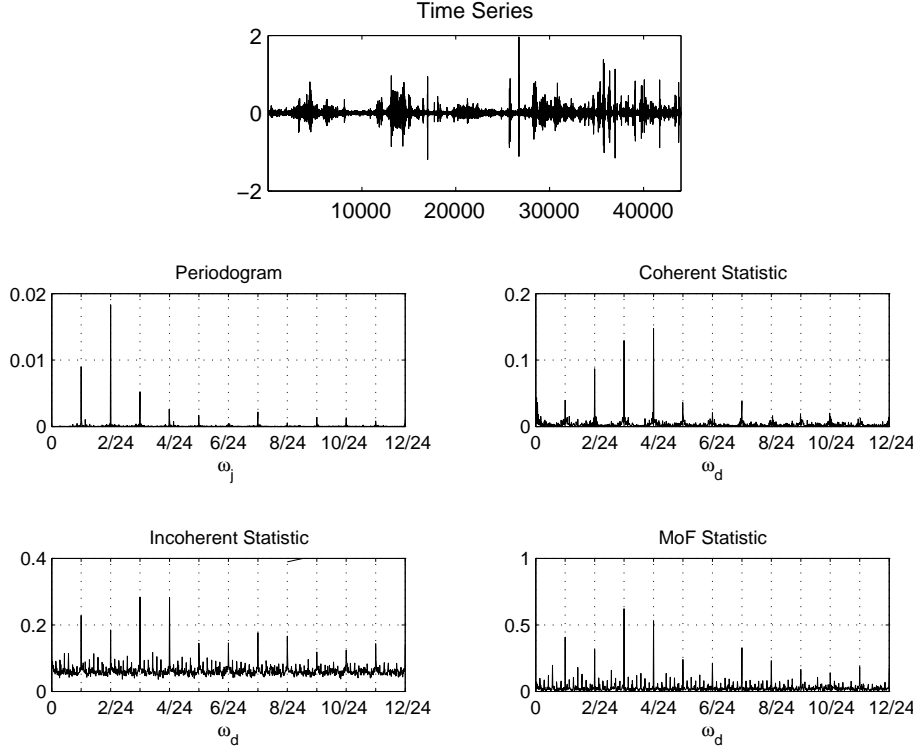 Time Series
2
0
−2
10000 20000 30000 40000
Periodogram
0.02
0.01
0
0 2/24 4/24 6/24 8/24 10/24 12/24
ω_j
Coherent Statistic
0.2
0.1
0
0 2/24 4/24 6/24 8/24 10/24 12/24
ω_d
Incoherent Statistic
0.4
0.2
0
0 2/24 4/24 6/24 8/24 10/24 12/24
ω_d
MoF Statistic
1
0.5
0
0 2/24 4/24 6/24 8/24 10/24 12/24
ω_d